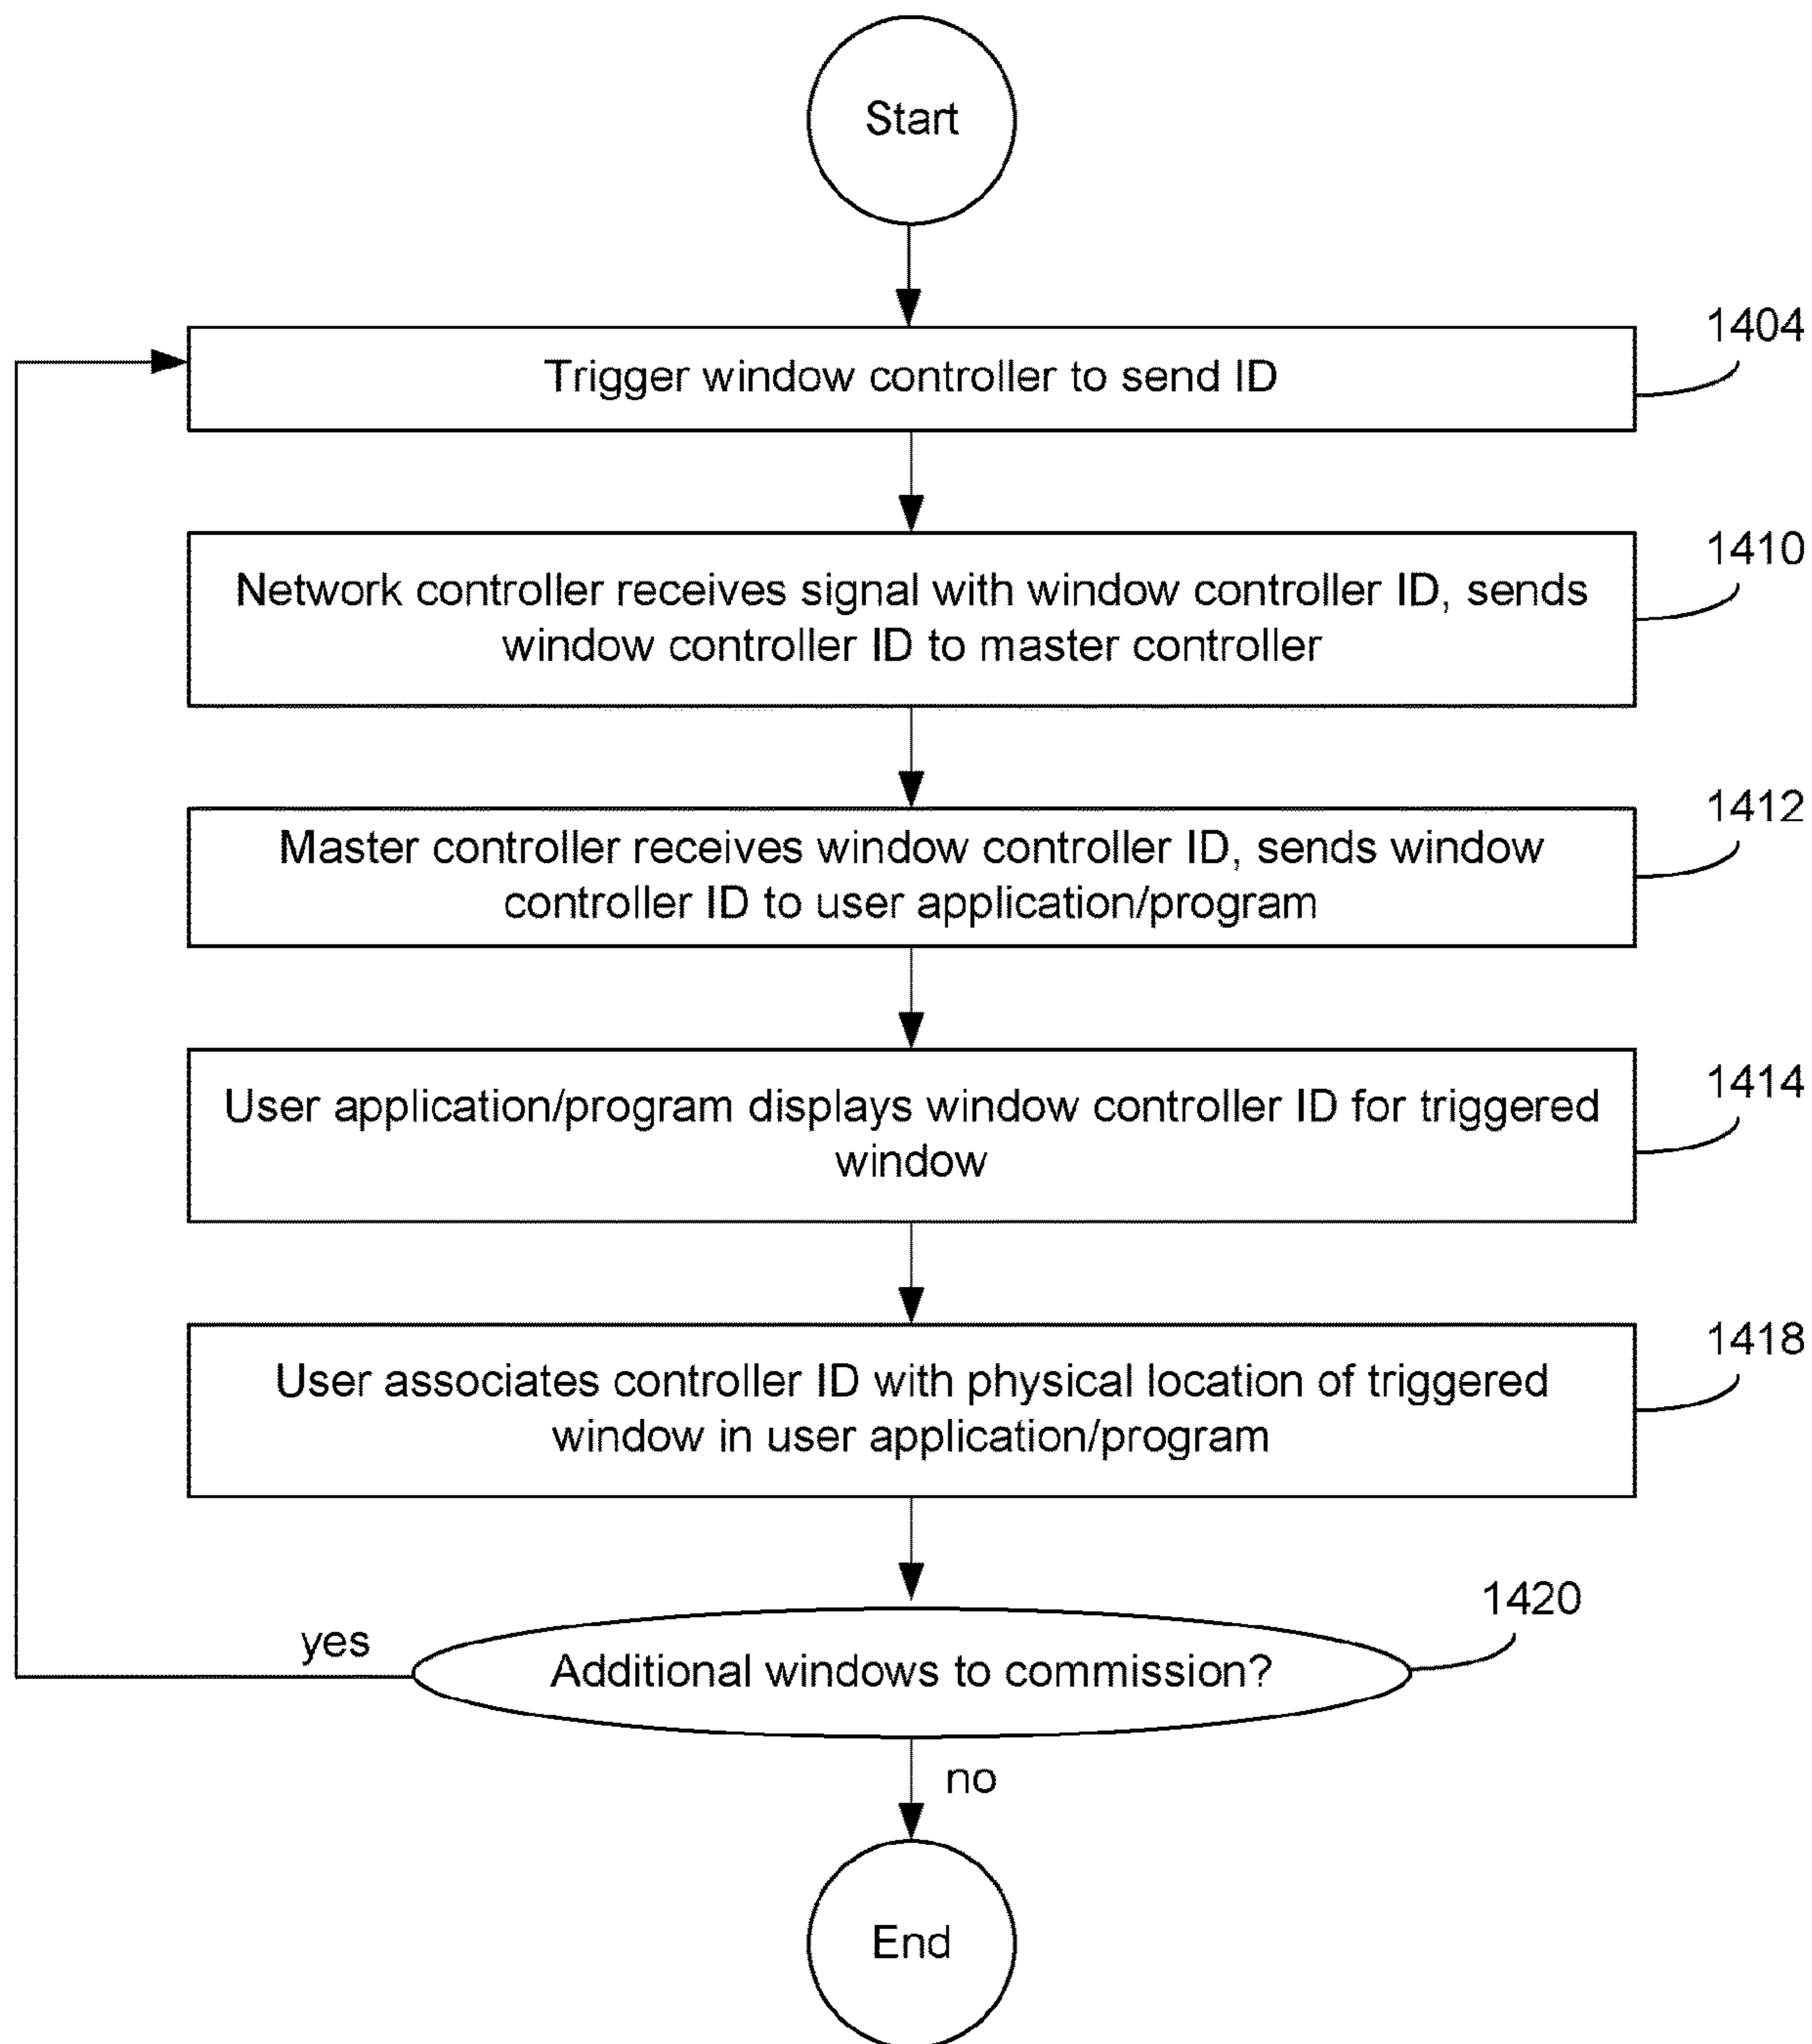 Start
1404
Trigger window controller to send ID
1410
Network controller receives signal with window controller ID, sends
window controller ID to master controller
1412
Master controller receives window controller ID, sends window
controller ID to user application/program
1414
User application/program displays window controller ID for triggered
window
1418
User associates controller ID with physical location of triggered
window in user application/program
1420
yes
Additional windows to commission?
no
End